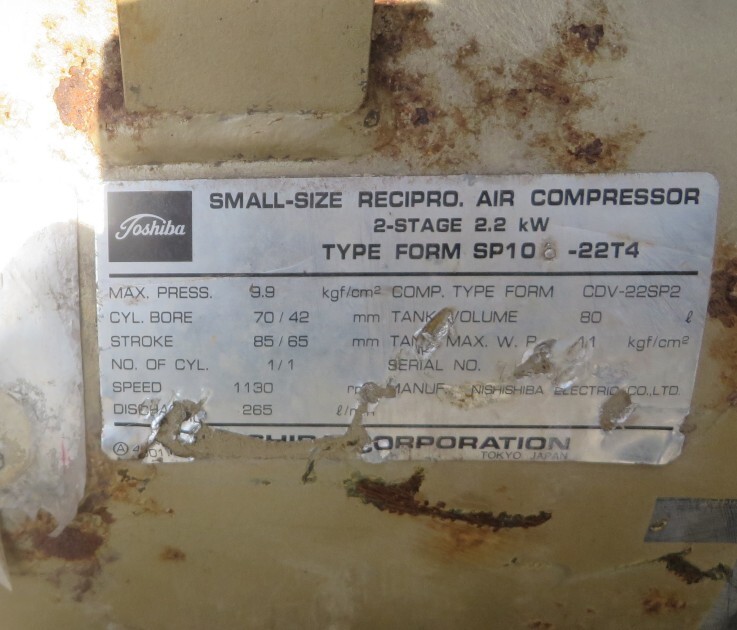 Toshiba
SMALL-SIZE RECIPRO. AIR COMPRESSOR
2-STAGE 2.2 kW
TYPE FORM SP10 -22T4
MAX. PRESS. 9.9 kgf/cm² COMP. TYPE FORM CDV-22SP2
CYL. BORE 70/42 mm TANK VOLUME 80 ℓ
STROKE 85/65 mm MAX. W. P. 11 kgf/cm²
NO. OF CYL. 1/1 SERIAL NO.
SPEED 1130 MANUF. NISHISHIBA ELECTRIC CO.,LTD.
265
CORPORATION
TOKYO JAPAN